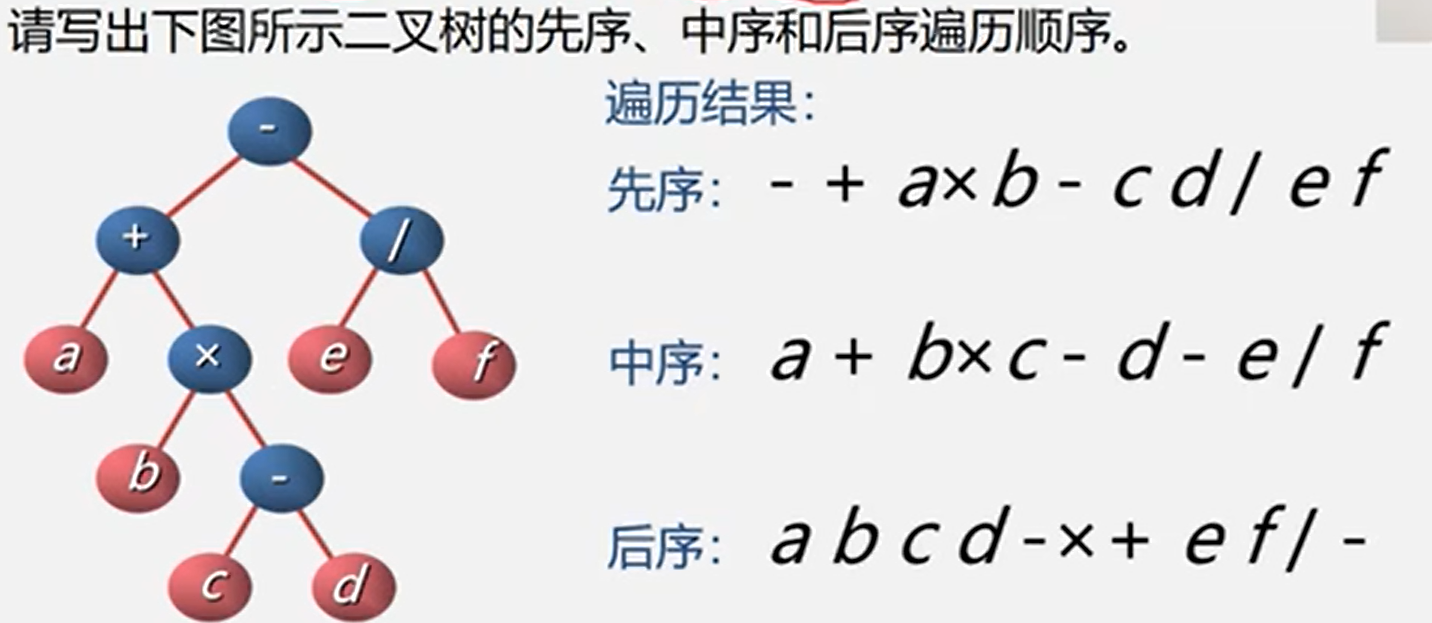 请写出下图所示二叉树的先序、中序和后序遍历顺序。
遍历结果：
先序： - + a×b - c d / e f
中序： a + b×c - d - e / f
后序： a b c d -×+ e f / -
-
+ /
a × e f
b -
c d